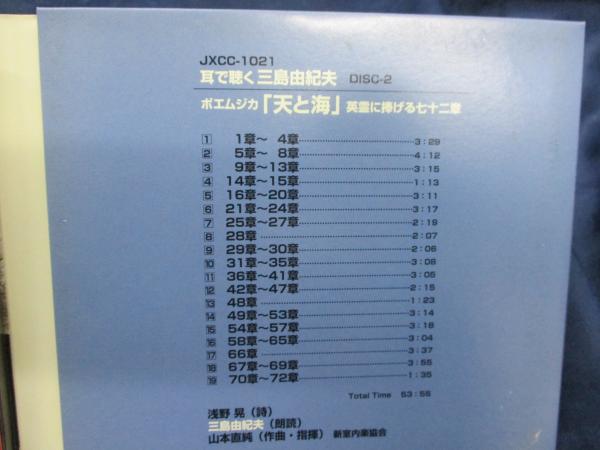 JXCC-1021
耳で聴く三島由紀夫 DISC-2
ポエムジカ「天と海」英霊に捧げる七十二章
1 1章〜 4章 3:29
2 5章〜 8章 4:12
3 9章〜13章 3:15
4 14章〜15章 1:13
5 16章〜20章 3:11
6 21章〜24章 3:17
7 25章〜27章 2:19
8 28章 2:07
9 29章〜30章 2:06
10 31章〜35章 3:08
11 36章〜41章 3:05
12 42章〜47章 2:15
13 48章 1:23
14 49章〜53章 3:14
15 54章〜57章 3:18
16 58章〜65章 3:04
17 66章 3:37
18 67章〜69章 3:55
19 70章〜72章 1:35
Total Time 53:55
浅野 晃(詩)
三島由紀夫(朗読)
山本直純(作曲・指揮) 新室内楽協会